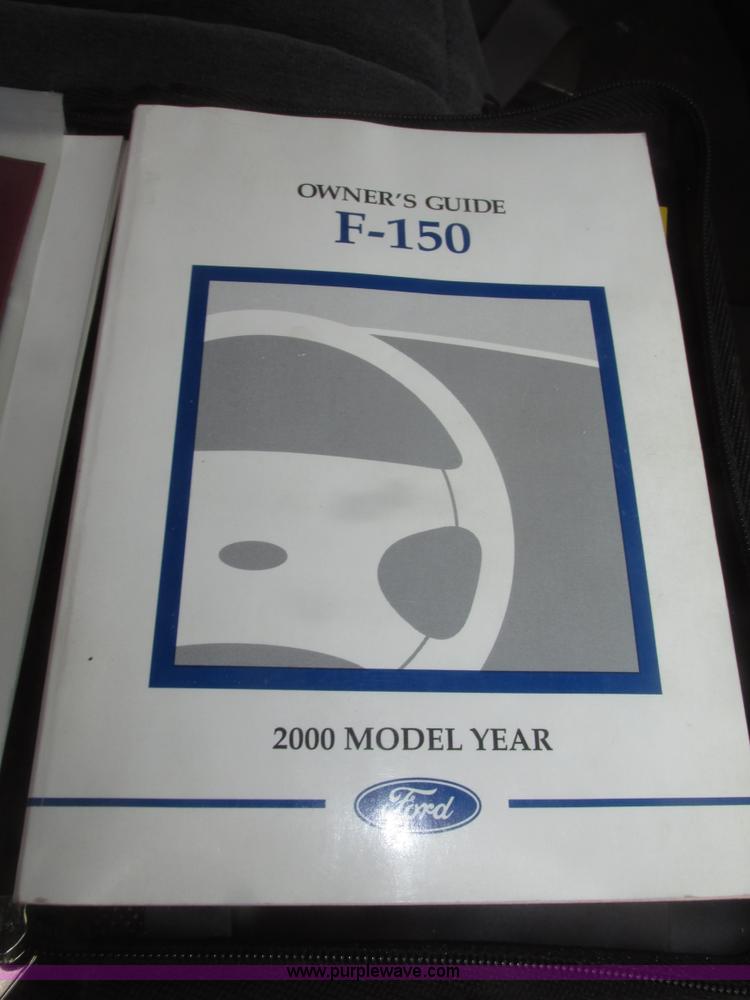 OWNER'S GUIDE
F-150
2000 MODEL YEAR
Ford
www.purplewave.com